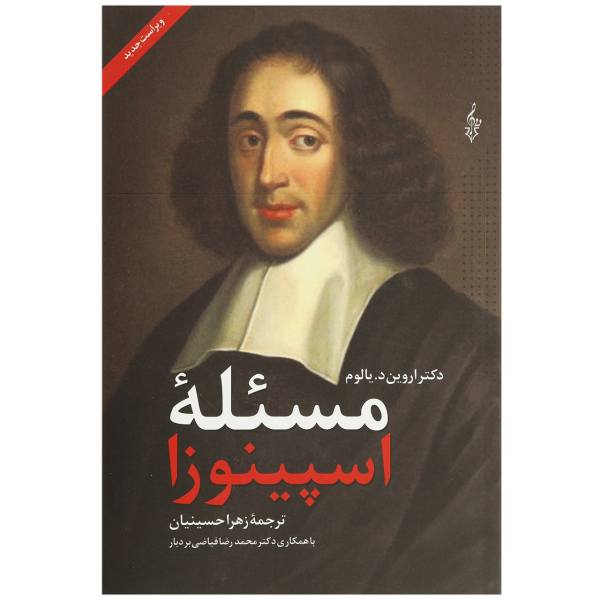 ویراست جدید
دکتر اروین د. یالوم
مسئلهٔ
اسپینوزا
ترجمهٔ زهرا حسینیان
با همکاری دکتر محمدرضا فیاضی بردبار